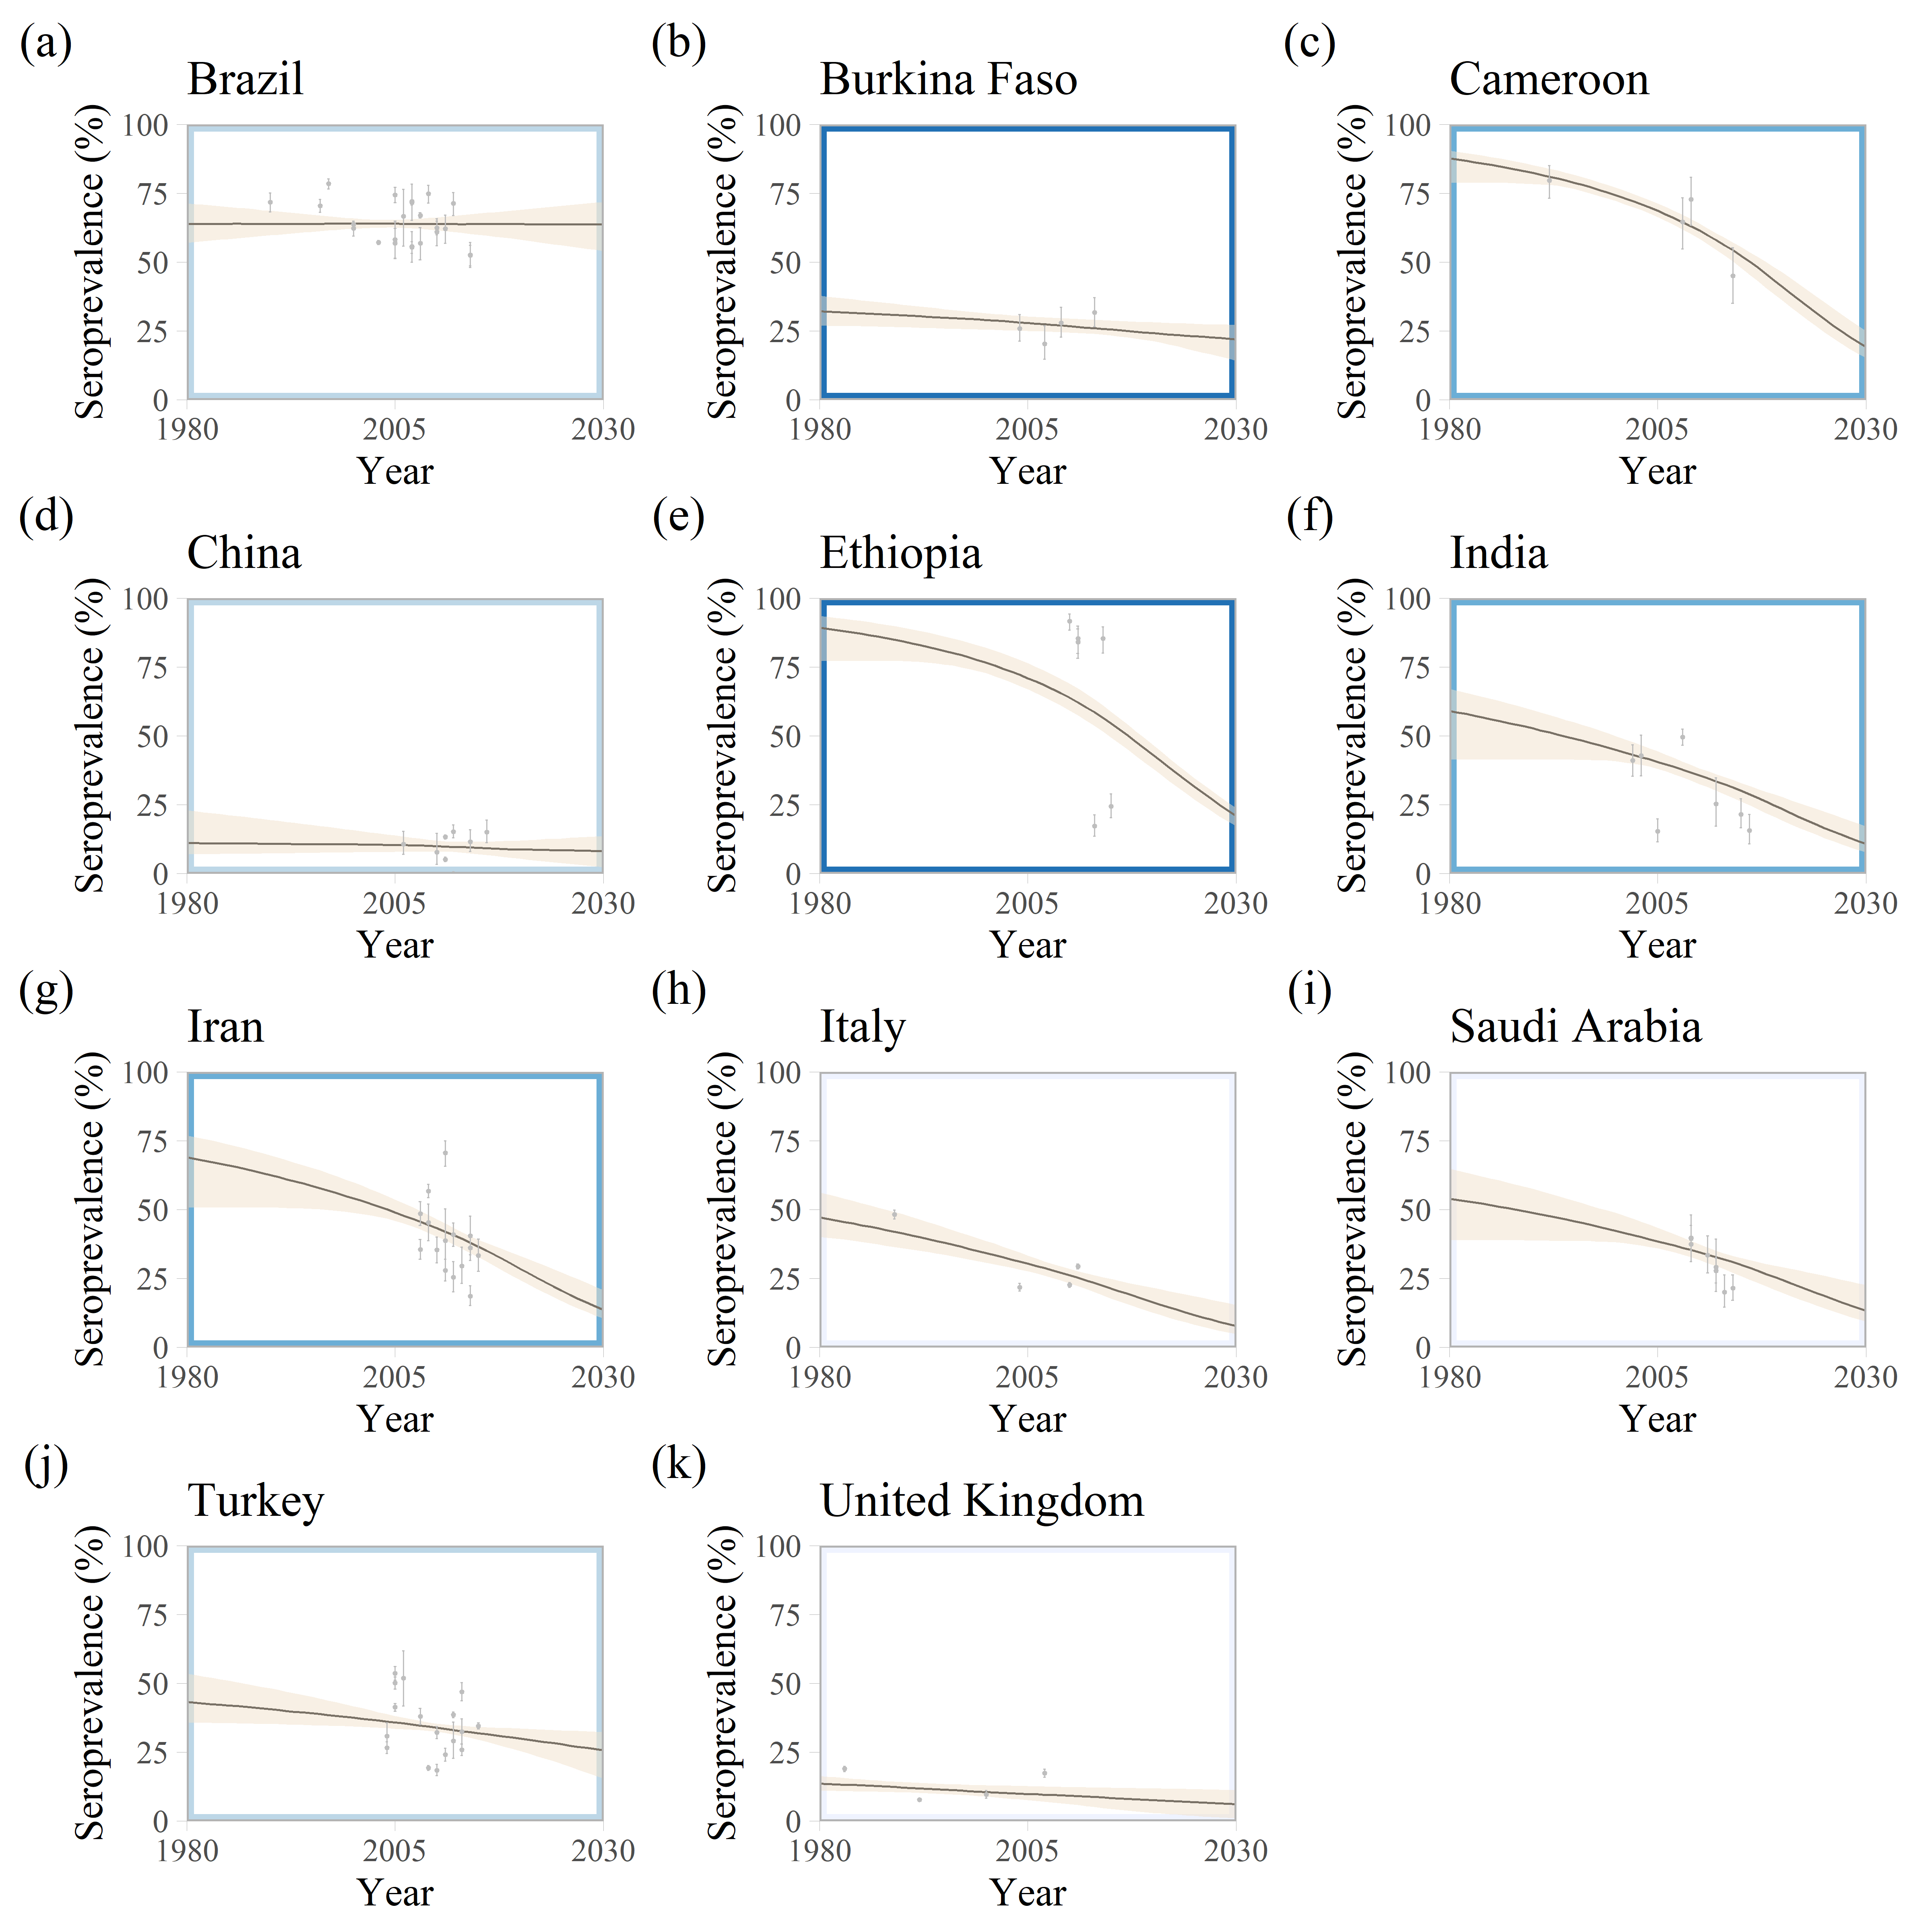 (a)
Brazil
Seroprevalence (%)
100
75
50
25
0
1980 2005 2030
Year
(b)
Burkina Faso
Seroprevalence (%)
100
75
50
25
0
1980 2005 2030
Year
(c)
Cameroon
Seroprevalence (%)
100
75
50
25
0
1980 2005 2030
Year
(d)
China
Seroprevalence (%)
100
75
50
25
0
1980 2005 2030
Year
(e)
Ethiopia
Seroprevalence (%)
100
75
50
25
0
1980 2005 2030
Year
(f)
India
Seroprevalence (%)
100
75
50
25
0
1980 2005 2030
Year
(g)
Iran
Seroprevalence (%)
100
75
50
25
0
1980 2005 2030
Year
(h)
Italy
Seroprevalence (%)
100
75
50
25
0
1980 2005 2030
Year
(i)
Saudi Arabia
Seroprevalence (%)
100
75
50
25
0
1980 2005 2030
Year
(j)
Turkey
Seroprevalence (%)
100
75
50
25
0
1980 2005 2030
Year
(k)
United Kingdom
Seroprevalence (%)
100
75
50
25
0
1980 2005 2030
Year